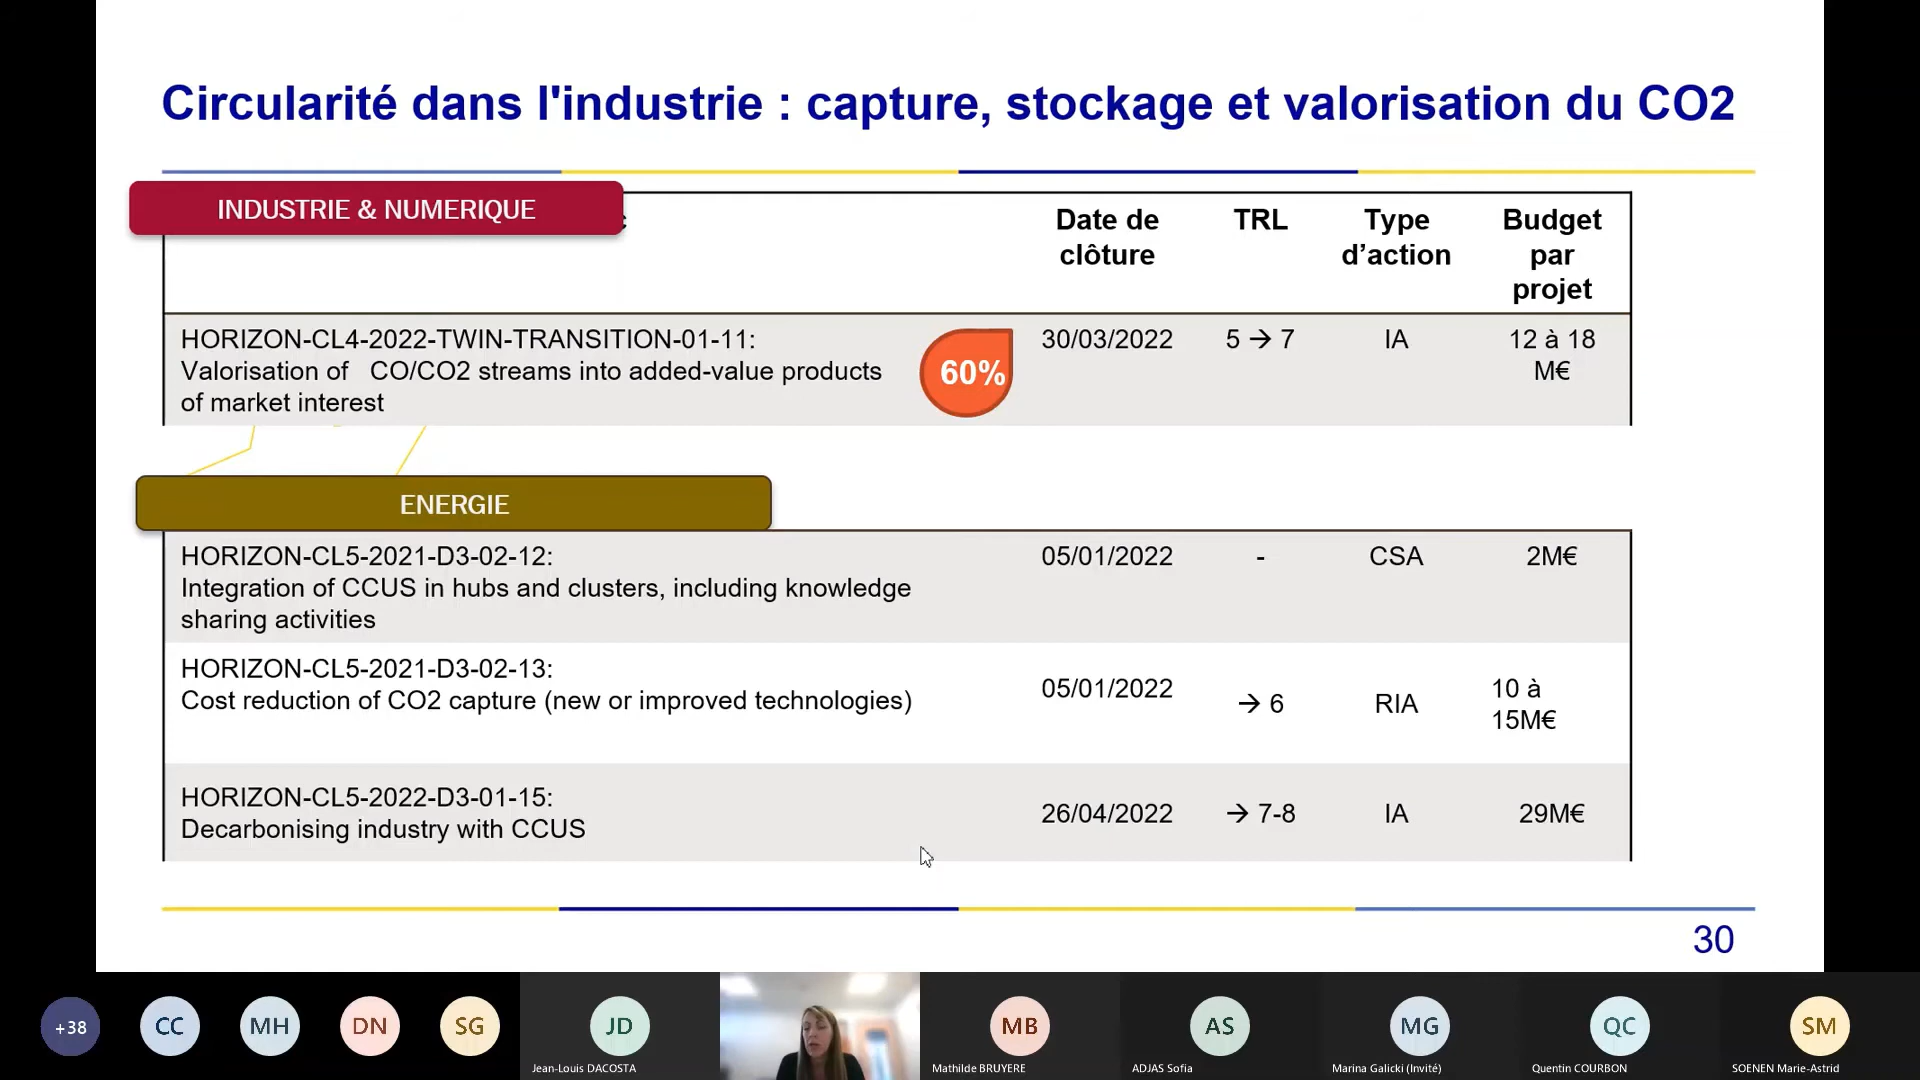 Circularité dans l'industrie : capture, stockage et valorisation du CO2
INDUSTRIE & NUMERIQUE
Date de clôture
TRL
Type d’action
Budget par projet
HORIZON-CL4-2022-TWIN-TRANSITION-01-11:
Valorisation of CO/CO2 streams into added-value products
of market interest
60%
30/03/2022
5 → 7
IA
12 à 18
M€
ENERGIE
HORIZON-CL5-2021-D3-02-12:
Integration of CCUS in hubs and clusters, including knowledge
sharing activities
05/01/2022
-
CSA
2M€
HORIZON-CL5-2021-D3-02-13:
Cost reduction of CO2 capture (new or improved technologies)
05/01/2022
→ 6
RIA
10 à
15M€
HORIZON-CL5-2022-D3-01-15:
Decarbonising industry with CCUS
26/04/2022
→ 7-8
IA
29M€
30
+38
CC
MH
DN
SG
JD
Jean-Louis DACOSTA
MB
Mathilde BRUYERE
AS
ADJAS Sofia
MG
Marina Galicki (Invité)
QC
Quentin COURBON
SM
SOENEN Marie-Astrid